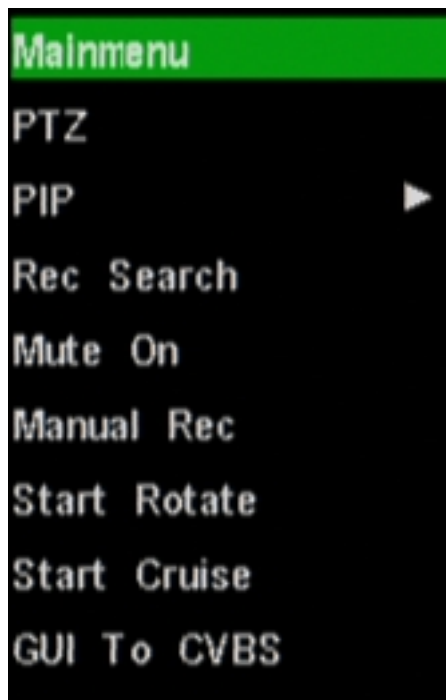 Mainmenu
PTZ
PIP
Rec Search
Mute On
Manual Rec
Start Rotate
Start Cruise
GUI To CVBS